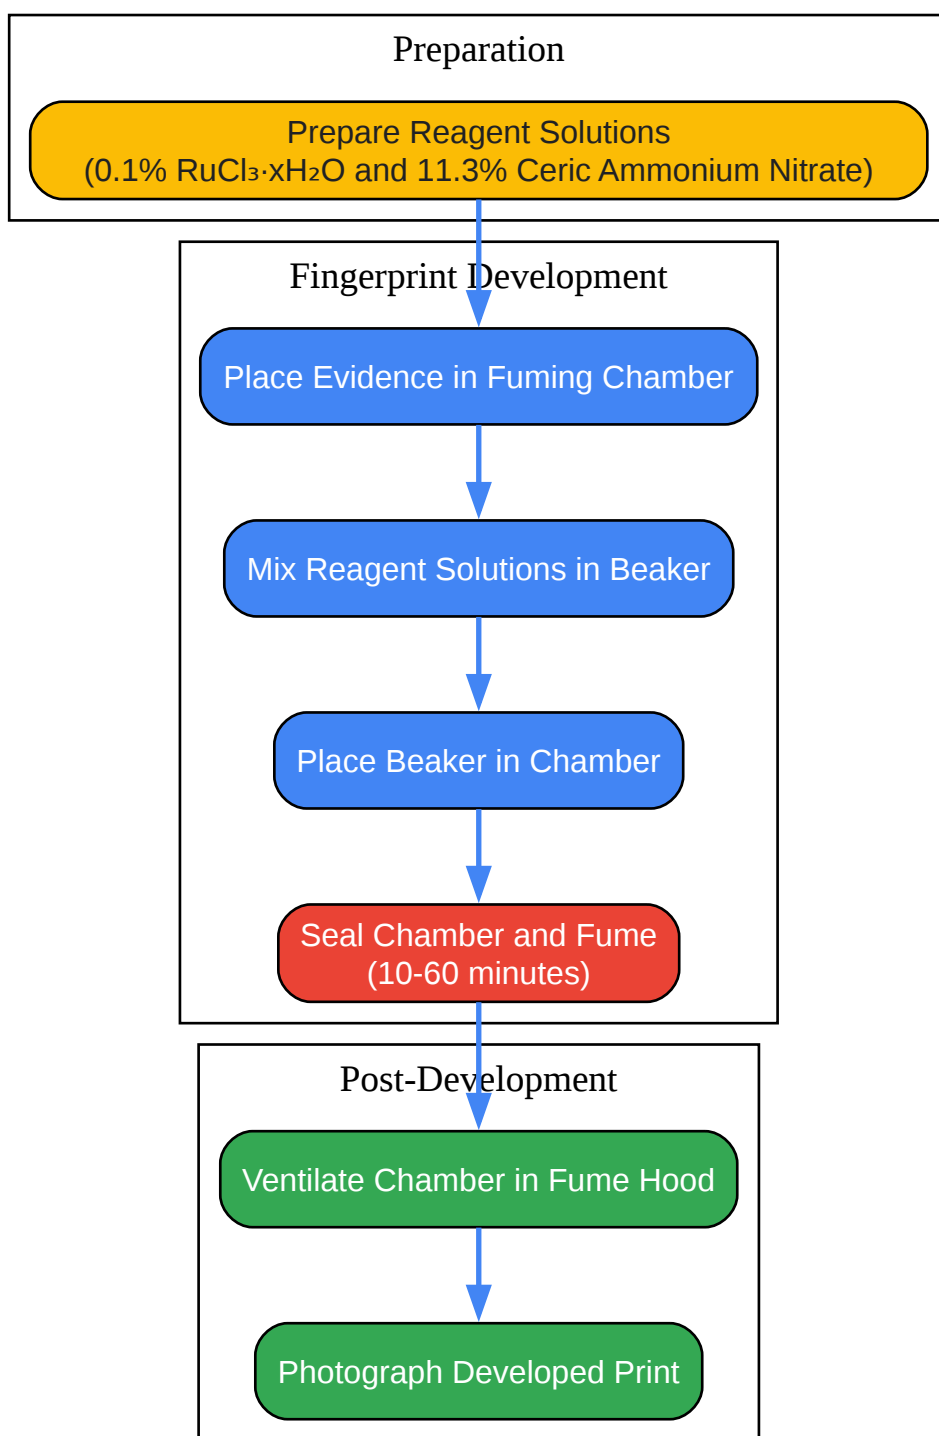 Preparation
Prepare Reagent Solutions
(0.1% RuCl₃·xH₂O and 11.3% Ceric Ammonium Nitrate)
Fingerprint Development
Place Evidence in Fuming Chamber
Mix Reagent Solutions in Beaker
Place Beaker in Chamber
Seal Chamber and Fume
(10-60 minutes)
Post-Development
Ventilate Chamber in Fume Hood
Photograph Developed Print